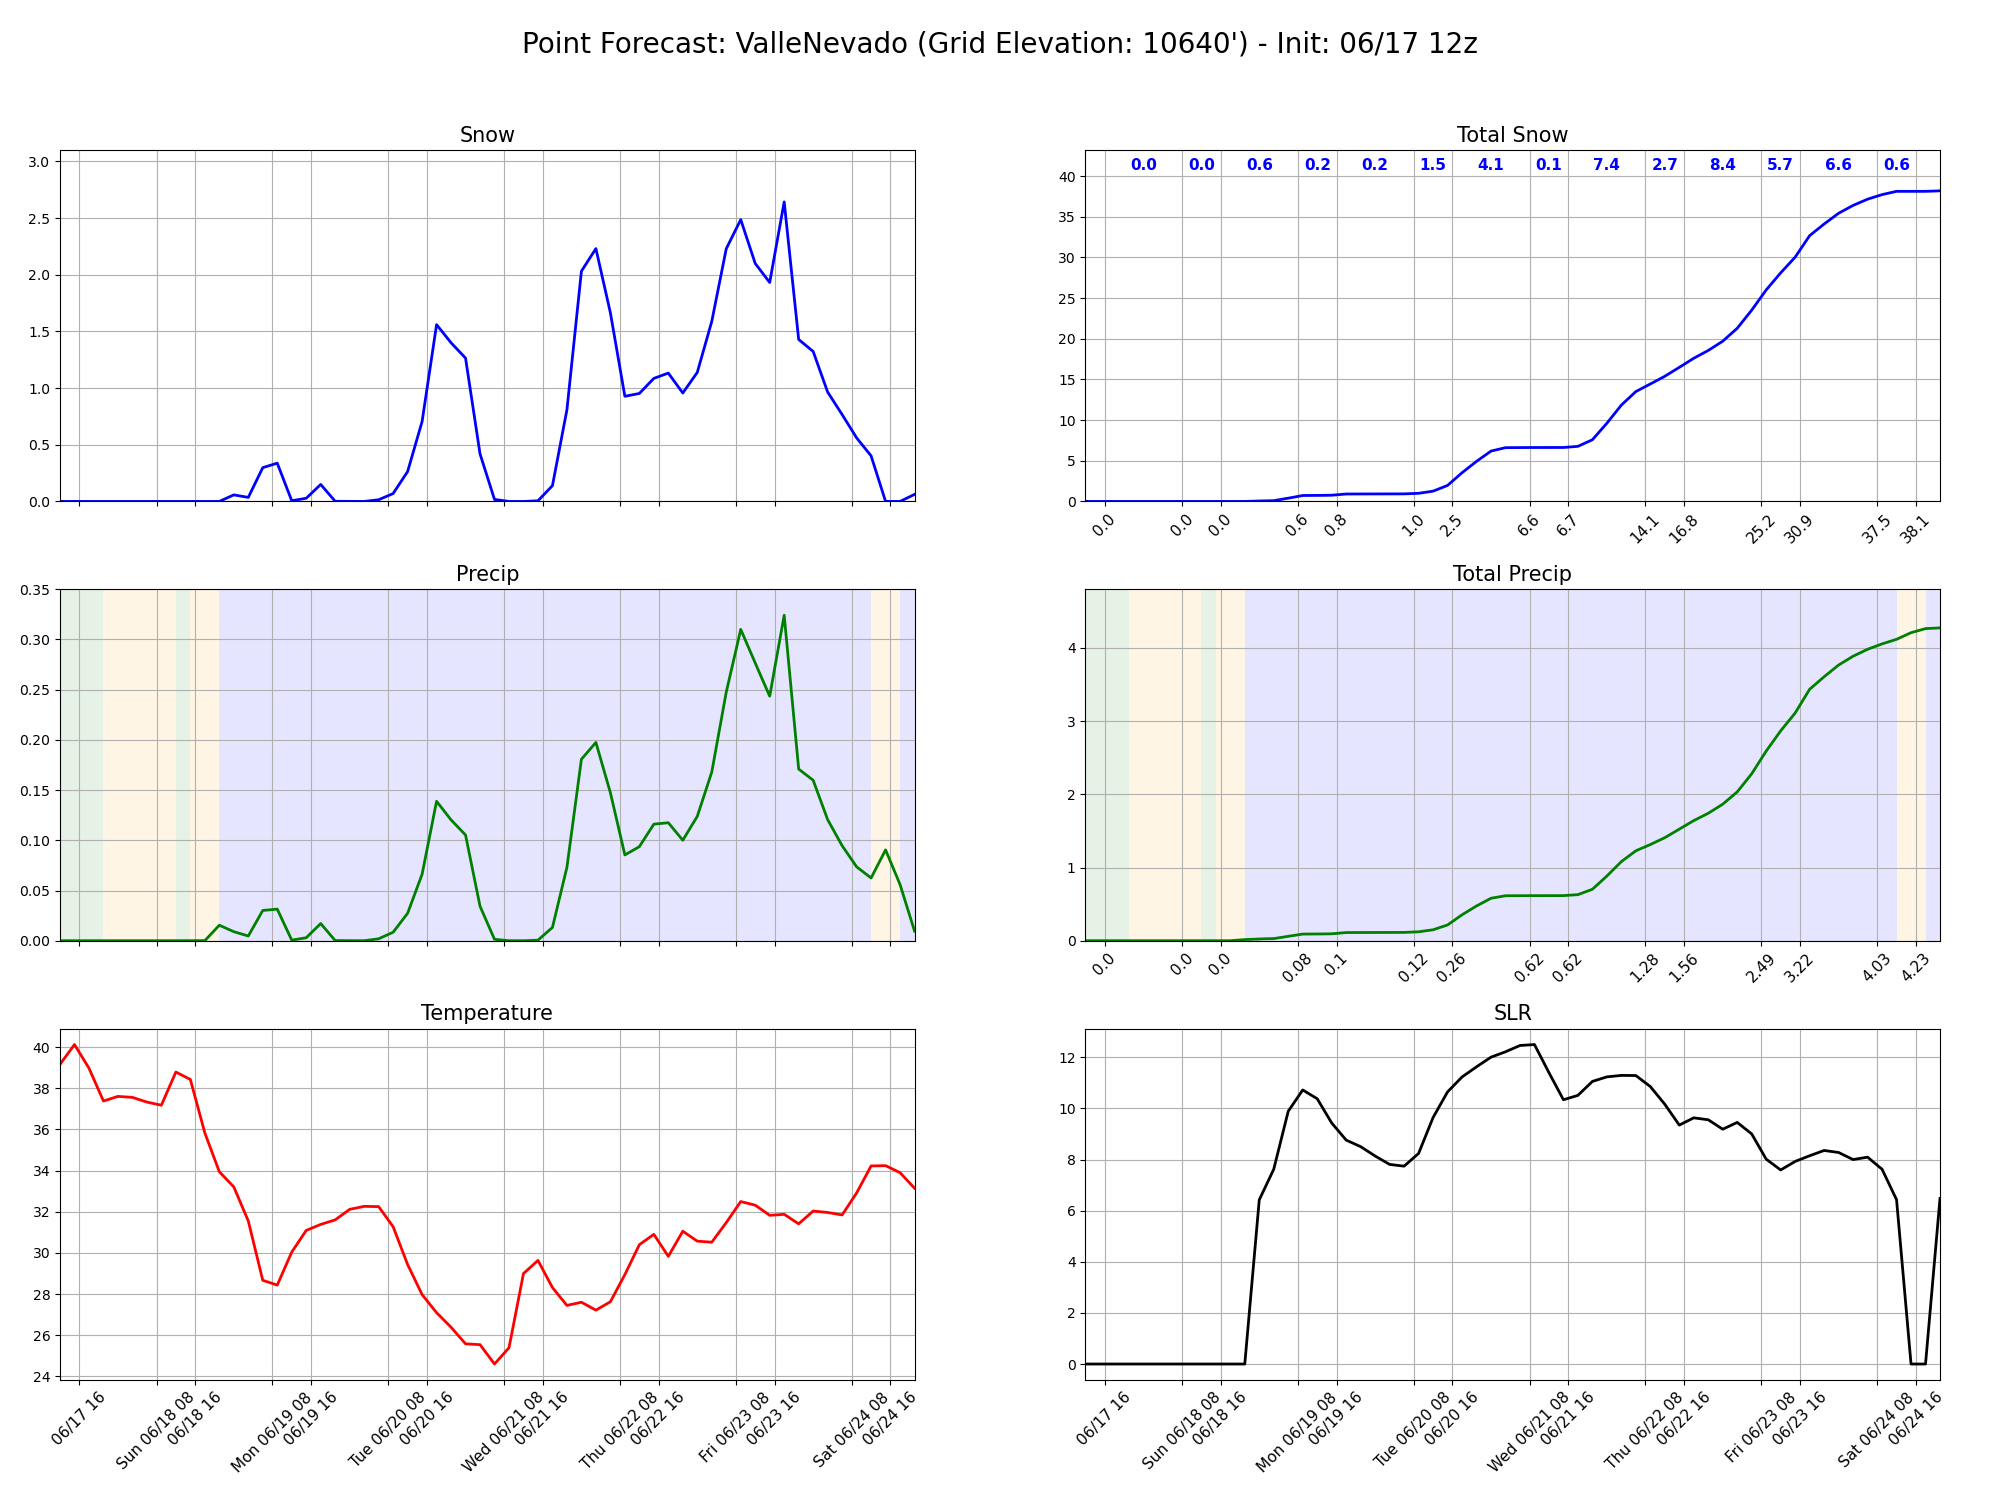 Point Forecast: ValleNevado (Grid Elevation: 10640') - Init: 06/17 12z
Snow
3.0
2.5
2.0
1.5
1.0
0.5
0.0
Total Snow
0.0 0.0 0.6 0.2 0.2 1.5 4.1 0.1 7.4 2.7 8.4 5.7 6.6 0.6
40
35
30
25
20
15
10
5
0
0.0 0.0 0.0 0.6 0.8 1.0 2.5 6.6 6.7 14.1 16.8 25.2 30.9 37.5 38.1
Precip
0.35
0.30
0.25
0.20
0.15
0.10
0.05
0.00
Total Precip
4
3
2
1
0
0.0 0.0 0.0 0.08 0.1 0.12 0.26 0.62 0.62 1.28 1.56 2.49 3.22 4.03 4.23
Temperature
40
38
36
34
32
30
28
26
24
06/17 16
Sun 06/18 08
06/18 16
Mon 06/19 08
06/19 16
Tue 06/20 08
06/20 16
Wed 06/21 08
06/21 16
Thu 06/22 08
06/22 16
Fri 06/23 08
06/23 16
Sat 06/24 08
06/24 16
SLR
12
10
8
6
4
2
0
06/17 16
Sun 06/18 08
06/18 16
Mon 06/19 08
06/19 16
Tue 06/20 08
06/20 16
Wed 06/21 08
06/21 16
Thu 06/22 08
06/22 16
Fri 06/23 08
06/23 16
Sat 06/24 08
06/24 16